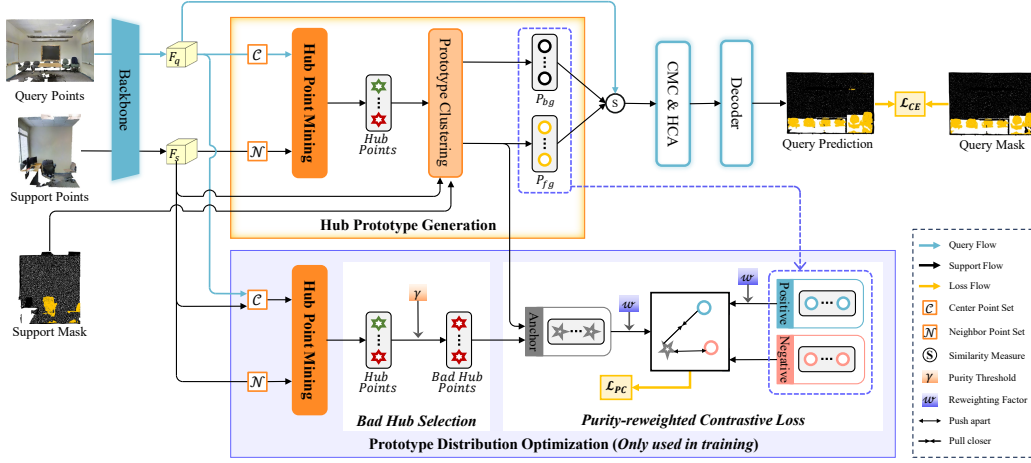 Query Points
Support Points
Support Mask
Backbone
F_q
F_s
C
N
Hub Point Mining
Hub
Points
Prototype Clustering
P_bg
P_fg
Hub Prototype Generation
S
CMC & HCA
Decoder
Query Prediction
L_CE
Query Mask
C
N
Hub Point Mining
Hub
Points
γ
Bad Hub
Points
Bad Hub Selection
Anchor
w
w
Positive
Negative
L_PC
Purity-reweighted Contrastive Loss
Prototype Distribution Optimization (Only used in training)
Query Flow
Support Flow
Loss Flow
C Center Point Set
N Neighbor Point Set
S Similarity Measure
γ Purity Threshold
w Reweighting Factor
Push apart
Pull closer